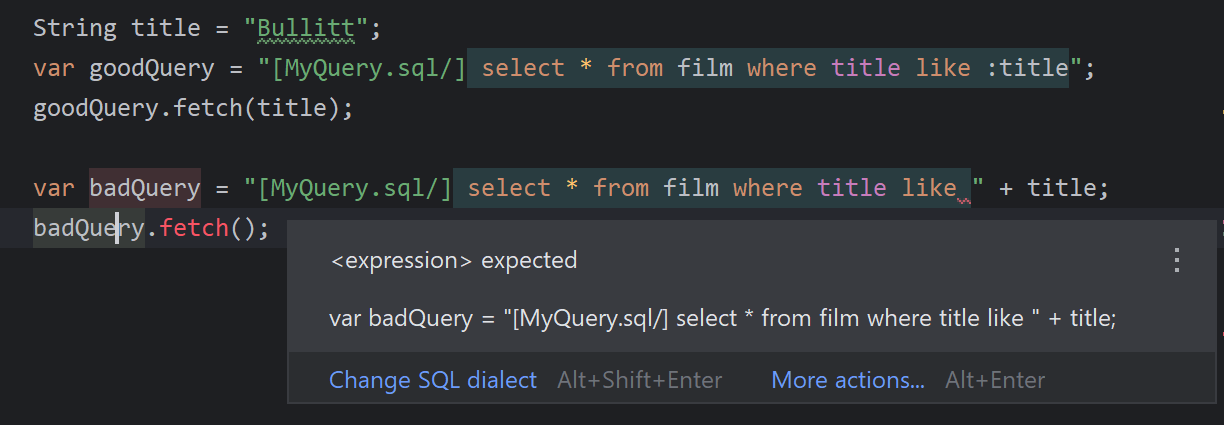 String title = "Bullitt";
var goodQuery = "[MyQuery.sql/] select * from film where title like :title";
goodQuery.fetch(title);
var badQuery = "[MyQuery.sql/] select * from film where title like " + title;
badQuery.fetch();
<expression> expected
var badQuery = "[MyQuery.sql/] select * from film where title like " + title;
Change SQL dialect Alt+Shift+Enter More actions... Alt+Enter